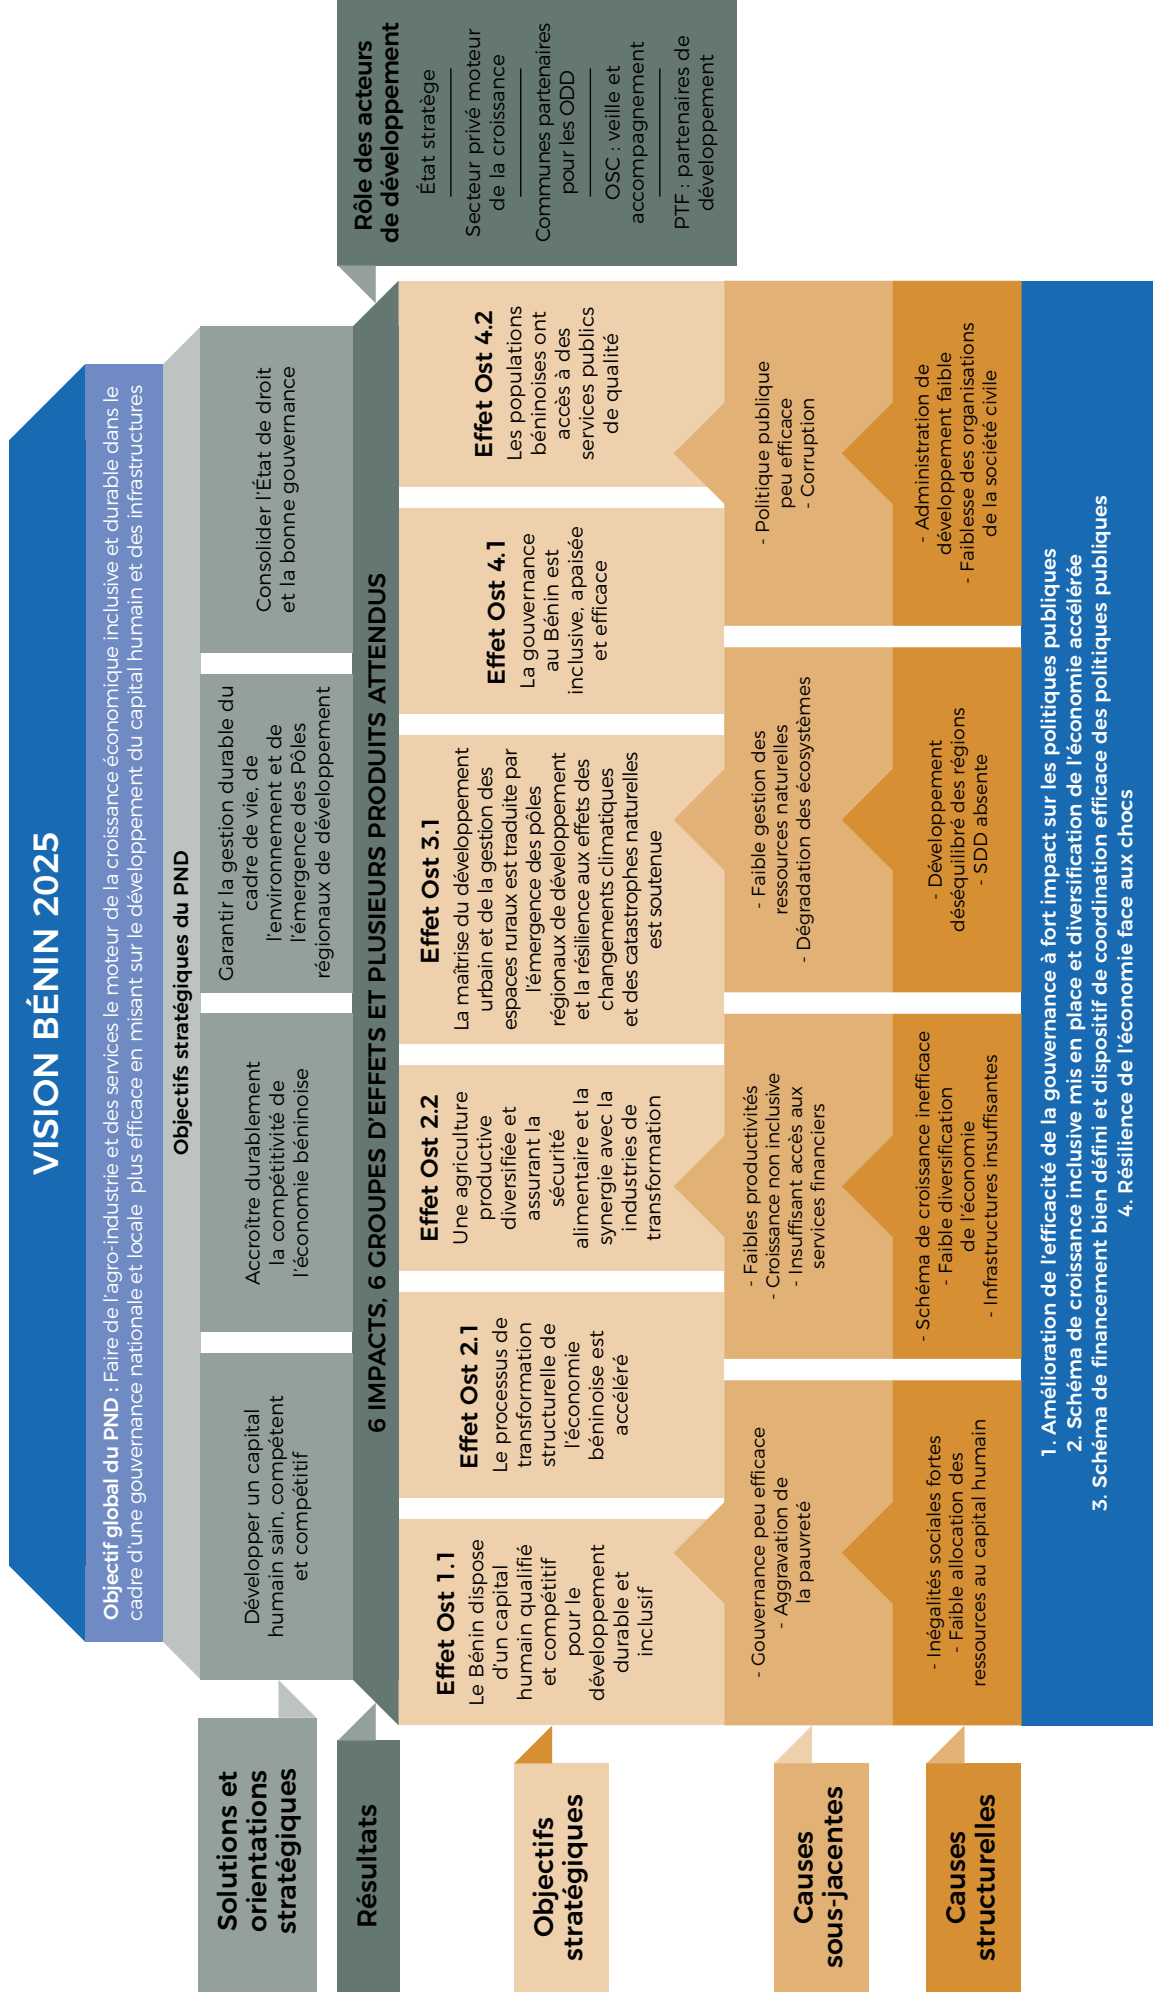 VISION BÉNIN 2025
Objectif global du PND : Faire de l'agro-industrie et des services le moteur de la croissance économique inclusive et durable dans le
cadre d'une gouvernance nationale et locale plus efficace en misant sur le développement du capital humain et des infrastructures
Objectifs stratégiques du PND
Solutions et
orientations
stratégiques
Développer un capital
humain sain, compétent
et compétitif
Accroître durablement
la compétitivité de
l'économie béninoise
Garantir la gestion durable du
cadre de vie, de
l'environnement et de
l'émergence des Pôles
régionaux de développement
Consolider l'État de droit
et la bonne gouvernance
Résultats
6 IMPACTS, 6 GROUPES D'EFFETS ET PLUSIEURS PRODUITS ATTENDUS
Rôle des acteurs
de développement
État stratège
Secteur privé moteur
de la croissance
Communes partenaires
pour les ODD
OSC : veille et
accompagnement
PTF : partenaires de
développement
Objectifs
stratégiques
Effet Ost 1.1
Le Bénin dispose
d'un capital
humain qualifié
et compétitif
pour le
développement
durable et
inclusif
Effet Ost 2.1
Le processus de
transformation
structurelle de
l'économie
béninoise est
accéléré
Effet Ost 2.2
Une agriculture
productive
diversifiée et
assurant la
sécurité
alimentaire et la
synergie avec la
industries de
transformation
Effet Ost 3.1
La maîtrise du développement
urbain et de la gestion des
espaces ruraux est traduite par
l'émergence des pôles
régionaux de développement
et la résilience aux effets des
changements climatiques
et des catastrophes naturelles
est soutenue
Effet Ost 4.1
La gouvernance
au Bénin est
inclusive, apaisée
et efficace
Effet Ost 4.2
Les populations
béninoises ont
accès à des
services publics
de qualité
Causes
sous-jacentes
- Gouvernance peu efficace
- Aggravation de
la pauvreté
- Faibles productivités
- Croissance non inclusive
- Insuffisant accès aux
services financiers
- Faible gestion des
ressources naturelles
- Dégradation des écosystèmes
- Politique publique
peu efficace
- Corruption
Causes
structurelles
- Inégalités sociales fortes
- Faible allocation des
ressources au capital humain
- Schéma de croissance inefficace
- Faible diversification
de l'économie
- Infrastructures insuffisantes
- Développement
déséquilibré des régions
- SDD absente
- Administration de
développement faible
- Faiblesse des organisations
de la société civile
1. Amélioration de l'efficacité de la gouvernance à fort impact sur les politiques publiques
2. Schéma de croissance inclusive mis en place et diversification de l'économie accélérée
3. Schéma de financement bien défini et dispositif de coordination efficace des politiques publiques
4. Résilience de l'économie face aux chocs